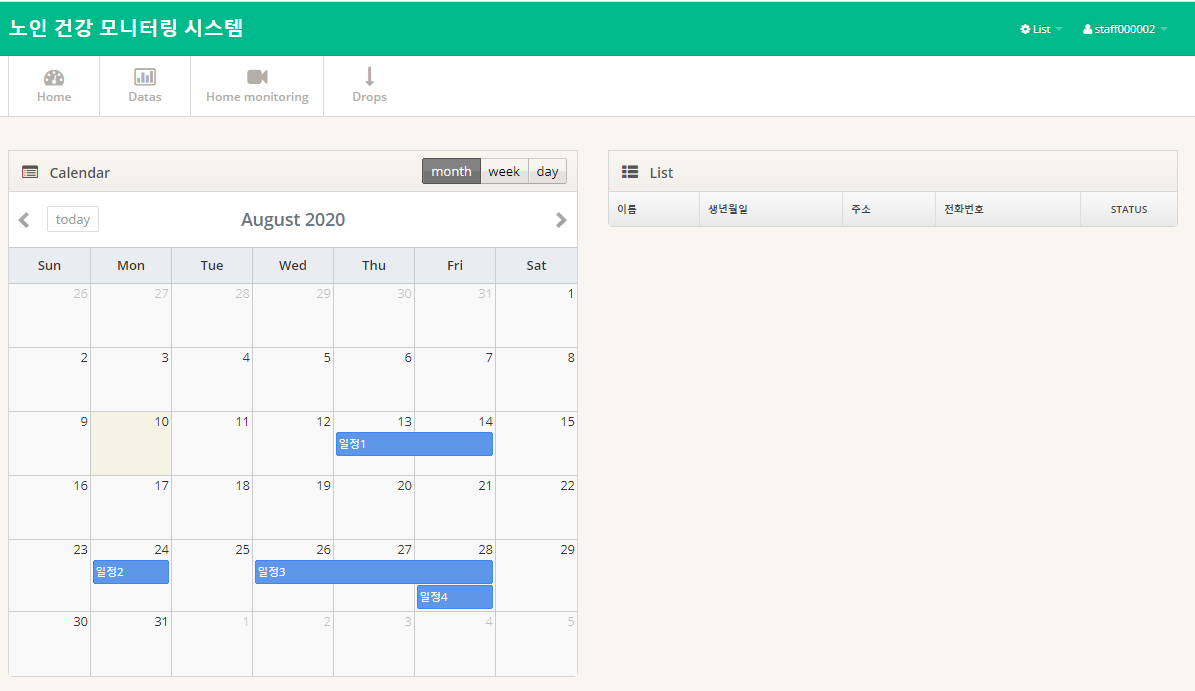 노인 건강 모니터링 시스템
List staff000002
Home Datas Home monitoring Drops
Calendar month week day
today August 2020
Sun Mon Tue Wed Thu Fri Sat
26 27 28 29 30 31 1
2 3 4 5 6 7 8
9 10 11 12 13 14 15
일정1
16 17 18 19 20 21 22
23 24 25 26 27 28 29
일정2 일정3
일정4
30 31 1 2 3 4 5
List
이름 생년월일 주소 전화번호 STATUS